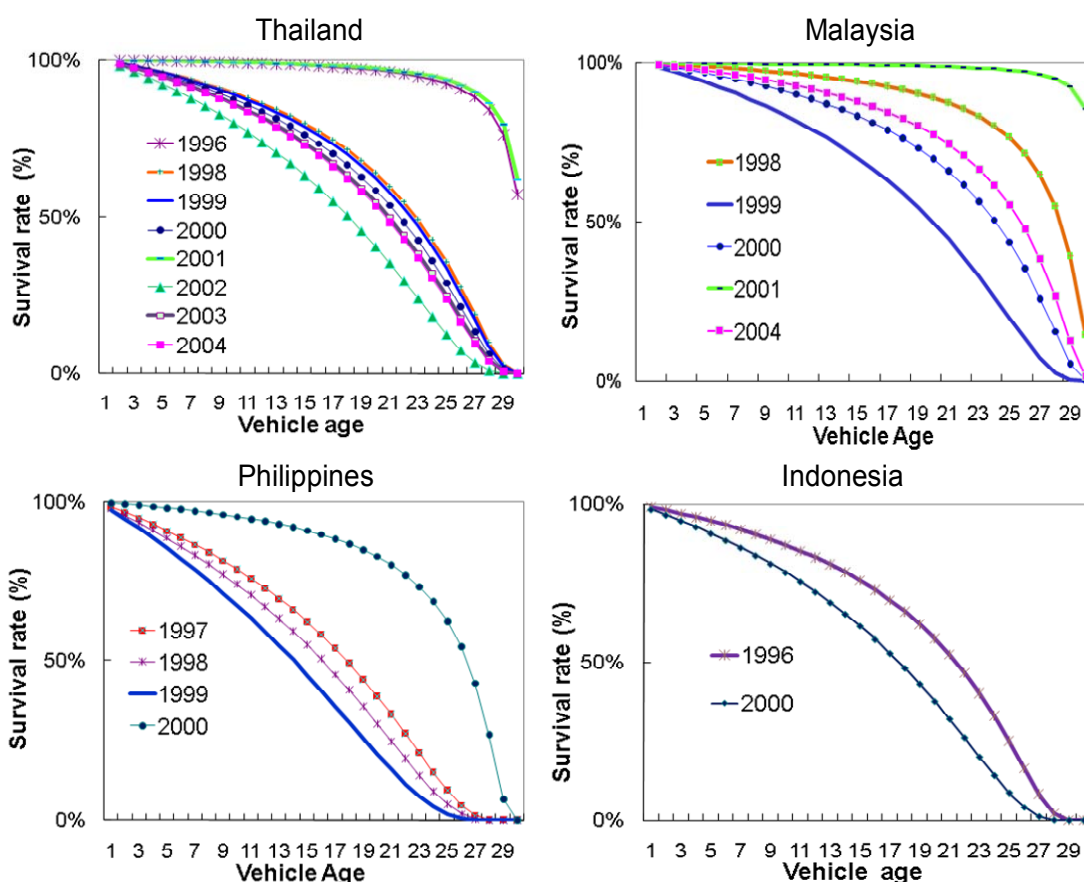 Thailand
100%
50%
0%
Survival rate (%)
1996
1998
1999
2000
2001
2002
2003
2004
1 3 5 7 9 11 13 15 17 19 21 23 25 27 29
Vehicle age
Malaysia
100%
50%
0%
Survival rate (%)
1998
1999
2000
2001
2004
1 3 5 7 9 11 13 15 17 19 21 23 25 27 29
Vehicle Age
Philippines
100%
50%
0%
Survival rate (%)
1997
1998
1999
2000
1 3 5 7 9 11 13 15 17 19 21 23 25 27 29
Vehicle Age
Indonesia
100%
50%
0%
Survival rate (%)
1996
2000
1 3 5 7 9 11 13 15 17 19 21 23 25 27 29
Vehicle age